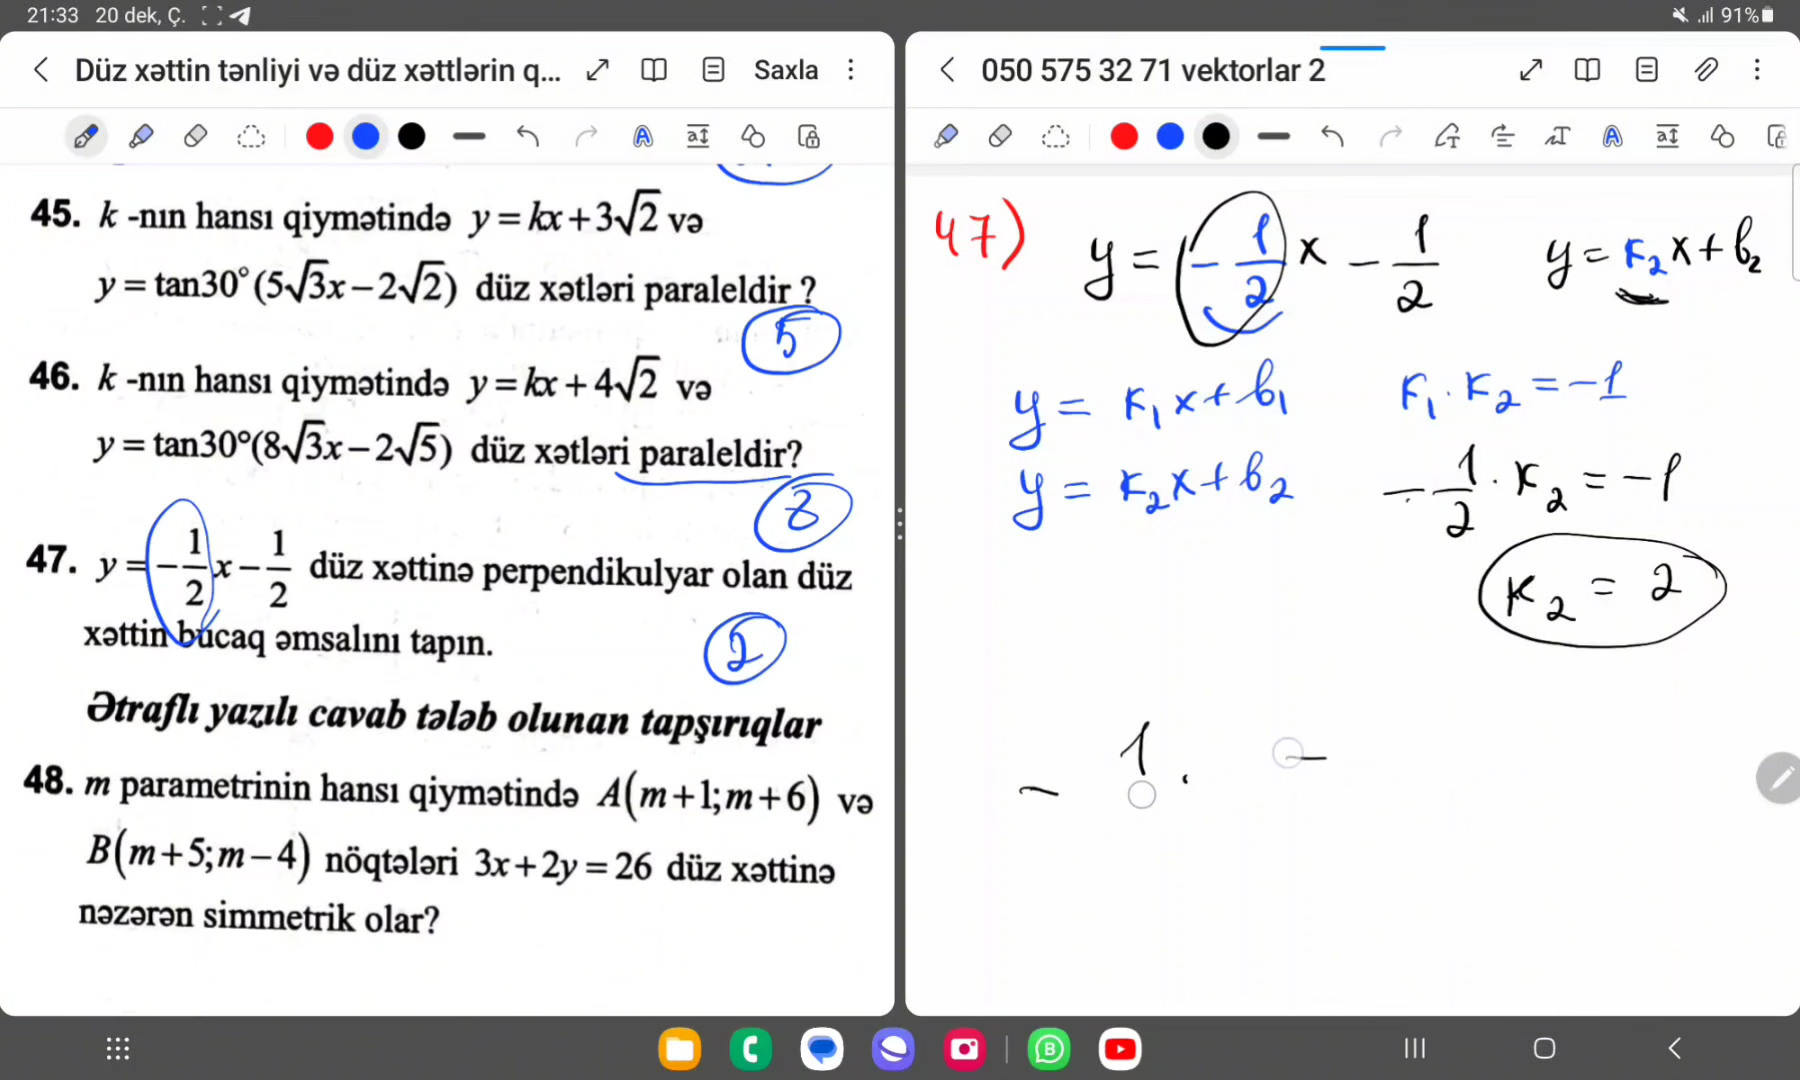 21:33 20 dek, Ç. 91%
Düz xəttin tənliyi və düz xəttlərin q... Saxla
45. k -nın hansı qiymətində y = kx + 3√2 və
y = tan30° (5√3x − 2√2) düz xətləri paraleldir ?
5
46. k -nın hansı qiymətində y = kx + 4√2 və
y = tan30°(8√3x − 2√5) düz xətləri paraleldir?
8
47. y = −1/2 x − 1/2 düz xəttinə perpendikulyar olan düz
xəttin bucaq əmsalını tapın.
2
Ətraflı yazılı cavab tələb olunan tapşırıqlar
48. m parametrinin hansı qiymətində A(m+1; m+6) və
B(m+5; m−4) nöqtələri 3x + 2y = 26 düz xəttinə
nəzərən simmetrik olar?
050 575 32 71 vektorlar 2
47) y = (−1/2 x − 1/2 y = k₂x + b₂
y = k₁x + b₁ k₁ · k₂ = −1
y = k₂x + b₂ −1/2 · k₂ = −1
k₂ = 2
− 1 · −